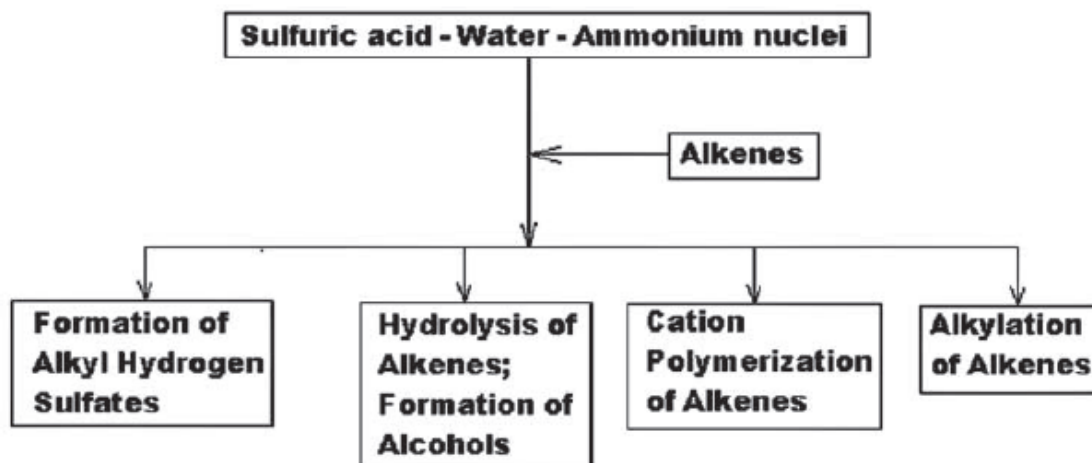 Sulfuric acid - Water - Ammonium nuclei
Alkenes
Formation of
Alkyl Hydrogen
Sulfates
Hydrolysis of
Alkenes;
Formation of
Alcohols
Cation
Polymerization
of Alkenes
Alkylation
of Alkenes